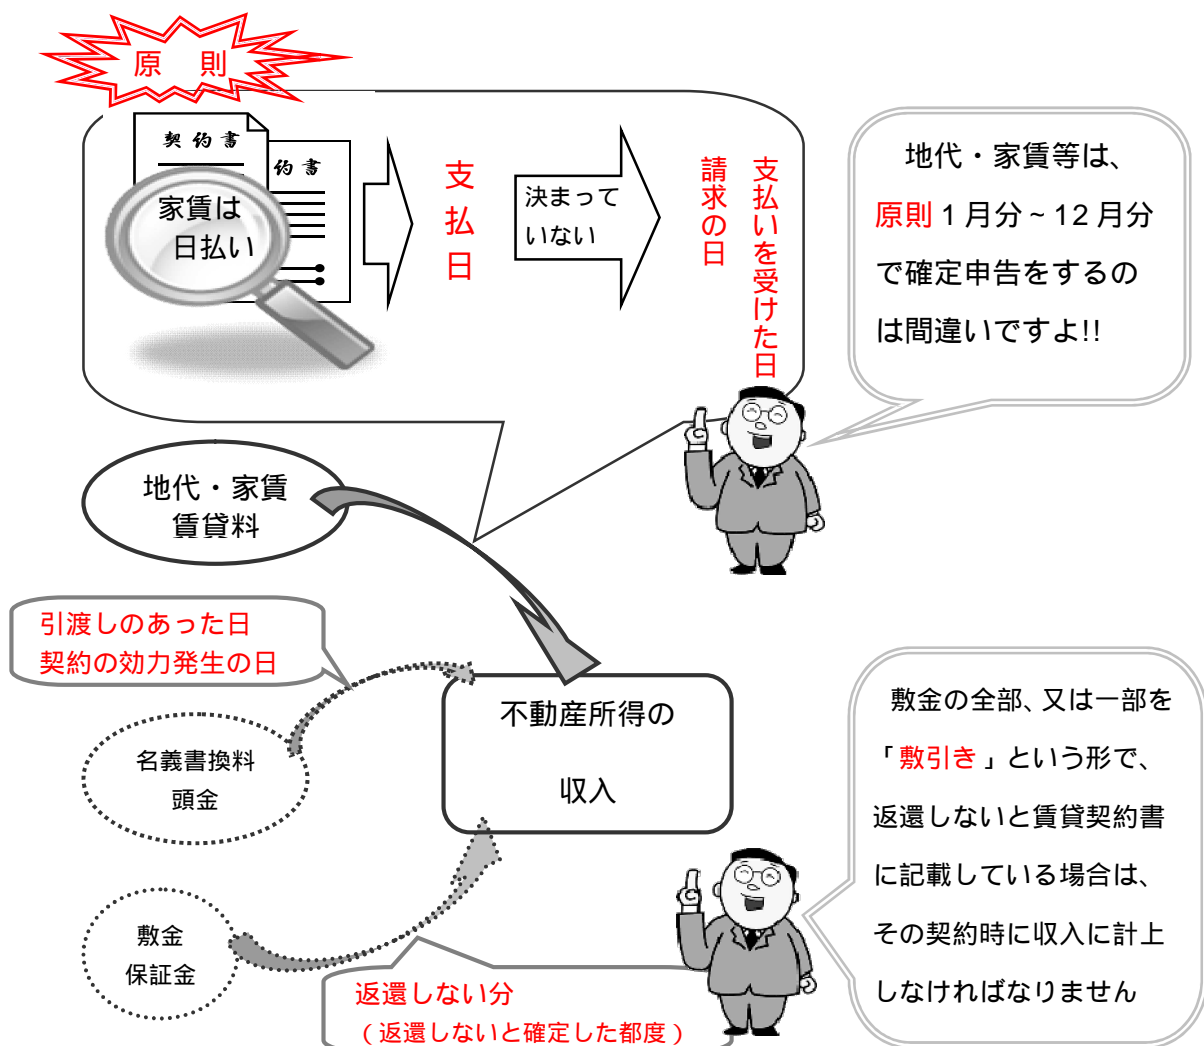 原　則
契約書
約書
家賃は
日払い
支払日
決まって
いない
支払いを受けた日
請求の日
地代・家賃等は、
原則１月分～12月分
で確定申告をするの
は間違いですよ!!
地代・家賃
賃貸料
引渡しのあった日
契約の効力発生の日
名義書換料
頭金
不動産所得の
収入
敷金
保証金
返還しない分
（返還しないと確定した都度）
敷金の全部、又は一部を
「敷引き」という形で、
返還しないと賃貸契約書
に記載している場合は、
その契約時に収入に計上
しなければなりません